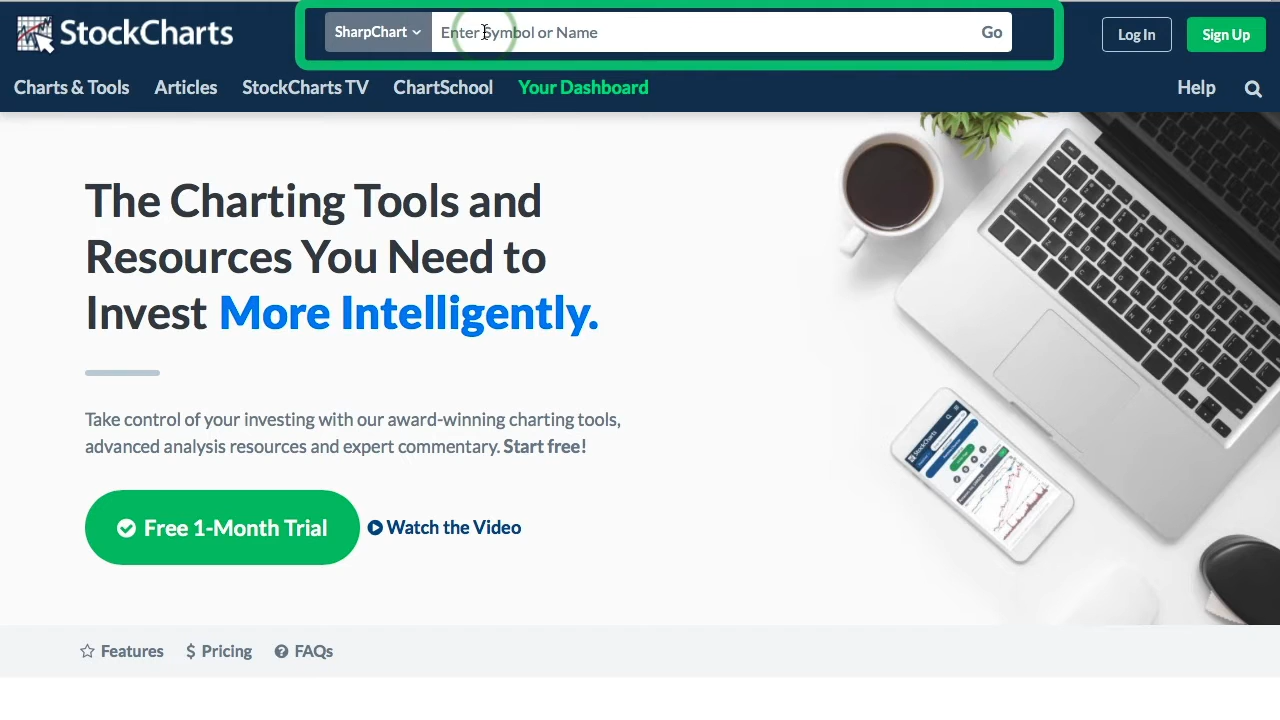 StockCharts
SharpChart
Enter Symbol or Name
Go
Log In
Sign Up
Charts & Tools
Articles
StockCharts TV
ChartSchool
Your Dashboard
Help
The Charting Tools and
Resources You Need to
Invest More Intelligently.
Take control of your investing with our award-winning charting tools,
advanced analysis resources and expert commentary. Start free!
Free 1-Month Trial
Watch the Video
Features
$ Pricing
FAQs
StockCharts